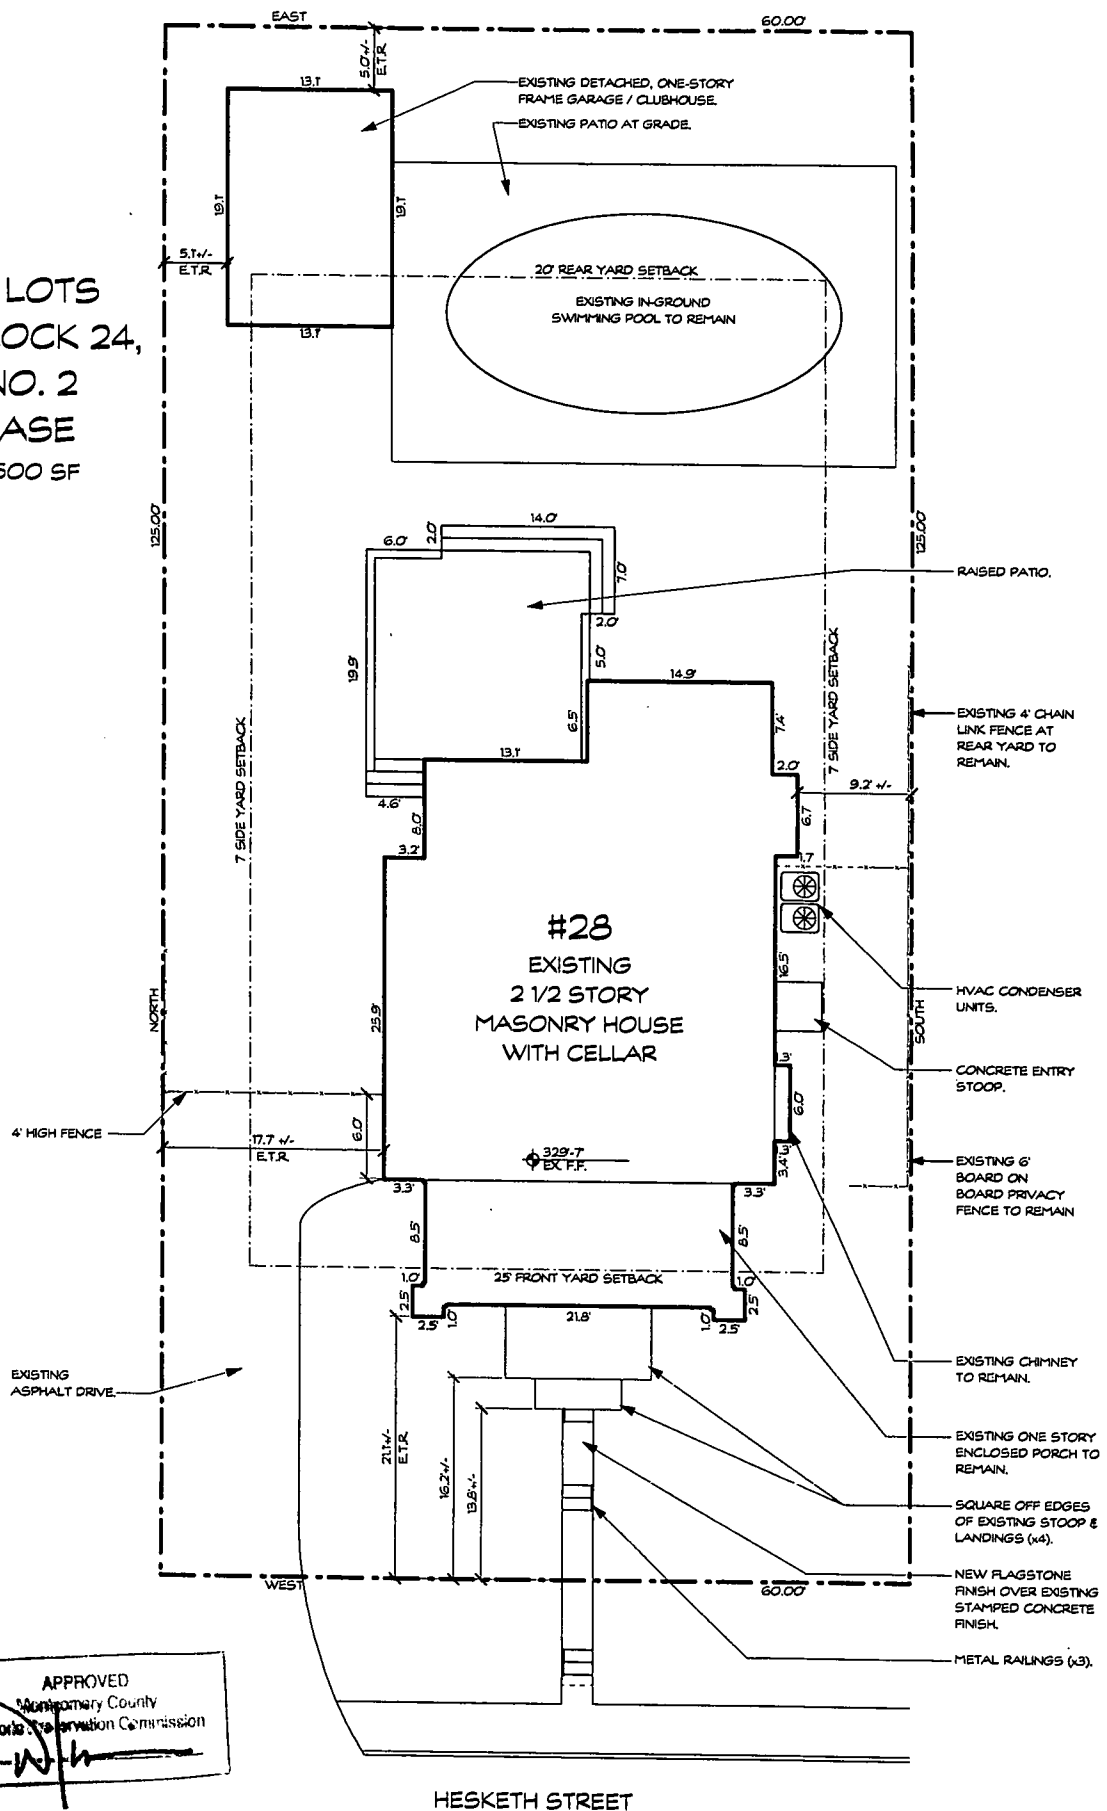 EAST
60.00'
5.0'+/-
E.T.R.
13.1'
EXISTING DETACHED, ONE-STORY
FRAME GARAGE / CLUBHOUSE.
EXISTING PATIO AT GRADE.
19.1'
19.1'
5.1'+/-
E.T.R.
13.1'
20' REAR YARD SETBACK
EXISTING IN-GROUND
SWIMMING POOL TO REMAIN
LOTS
OCK 24,
NO. 2
ASE
500 SF
125.00'
125.00'
14.0'
2.0'
6.0'
7.0'
2.0'
RAISED PATIO.
19.9'
5.0'
14.9'
6.5'
7.4'
13.1'
2.0'
4.6'
8.0'
3.2'
7' SIDE YARD SETBACK
7' SIDE YARD SETBACK
EXISTING 4' CHAIN
LINK FENCE AT
REAR YARD TO
REMAIN.
9.2' +/-
6.7
1.7
#28
EXISTING
2 1/2 STORY
MASONRY HOUSE
WITH CELLAR
16.5'
HVAC CONDENSER
UNITS.
NORTH
SOUTH
25.9'
CONCRETE ENTRY
STOOP.
6.0'
4' HIGH FENCE
6.0'
17.7' +/-
E.T.R.
329'-7"
EX. F.F.
3.4'
EXISTING 6'
BOARD ON
BOARD PRIVACY
FENCE TO REMAIN
3.3'
3.3'
8.5'
8.5'
25' FRONT YARD SETBACK
1.0'
1.0'
2.5'
2.5'
2.5'
1.0'
21.8'
1.0'
2.5'
EXISTING
ASPHALT DRIVE.
EXISTING CHIMNEY
TO REMAIN.
21.1'+/-
E.T.R.
16.2'+/-
13.8'+/-
EXISTING ONE STORY
ENCLOSED PORCH TO
REMAIN.
SQUARE OFF EDGES
OF EXISTING STOOP &
LANDINGS (x4).
NEW FLAGSTONE
FINISH OVER EXISTING
STAMPED CONCRETE
FINISH.
WEST
60.00'
METAL RAILINGS (x3).
APPROVED
Montgomery County
Preservation Commission
HESKETH STREET